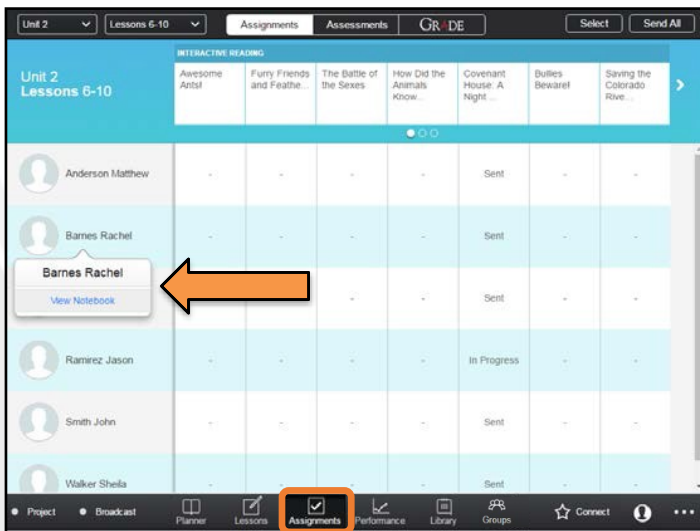 Unit 2 Lessons 6-10 Assignments Assessments GRADE Select Send All
INTERACTIVE READING
Unit 2
Lessons 6-10
Awesome
Ants!
Furry Friends
and Feathe...
The Battle of
the Sexes
How Did the
Animals
Know...
Covenant
House: A
Night ...
Bullies
Beware!
Saving the
Colorado
Rive...
Anderson Matthew - - - - Sent - -
Barnes Rachel - - - - Sent - -
Barnes Rachel
View Notebook
- - Sent - -
Ramirez Jason - - - - In Progress - -
Smith John - - - - Sent - -
Walker Sheila - - - - Sent - -
Project Broadcast Planner Lessons Assignments Performance Library Groups Connect